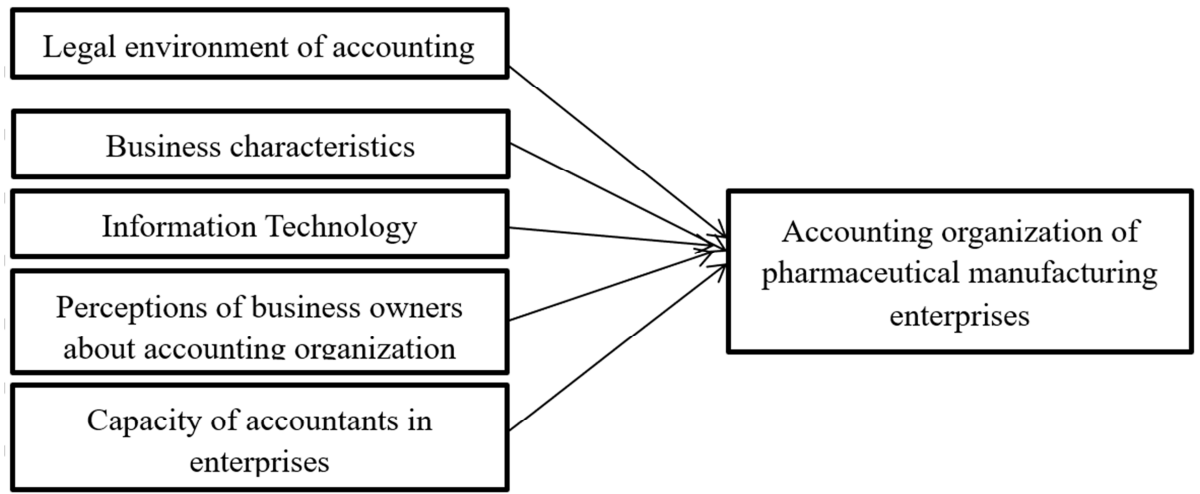 Legal environment of accounting
Business characteristics
Information Technology
Perceptions of business owners
about accounting organization
Capacity of accountants in
enterprises
Accounting organization of
pharmaceutical manufacturing
enterprises